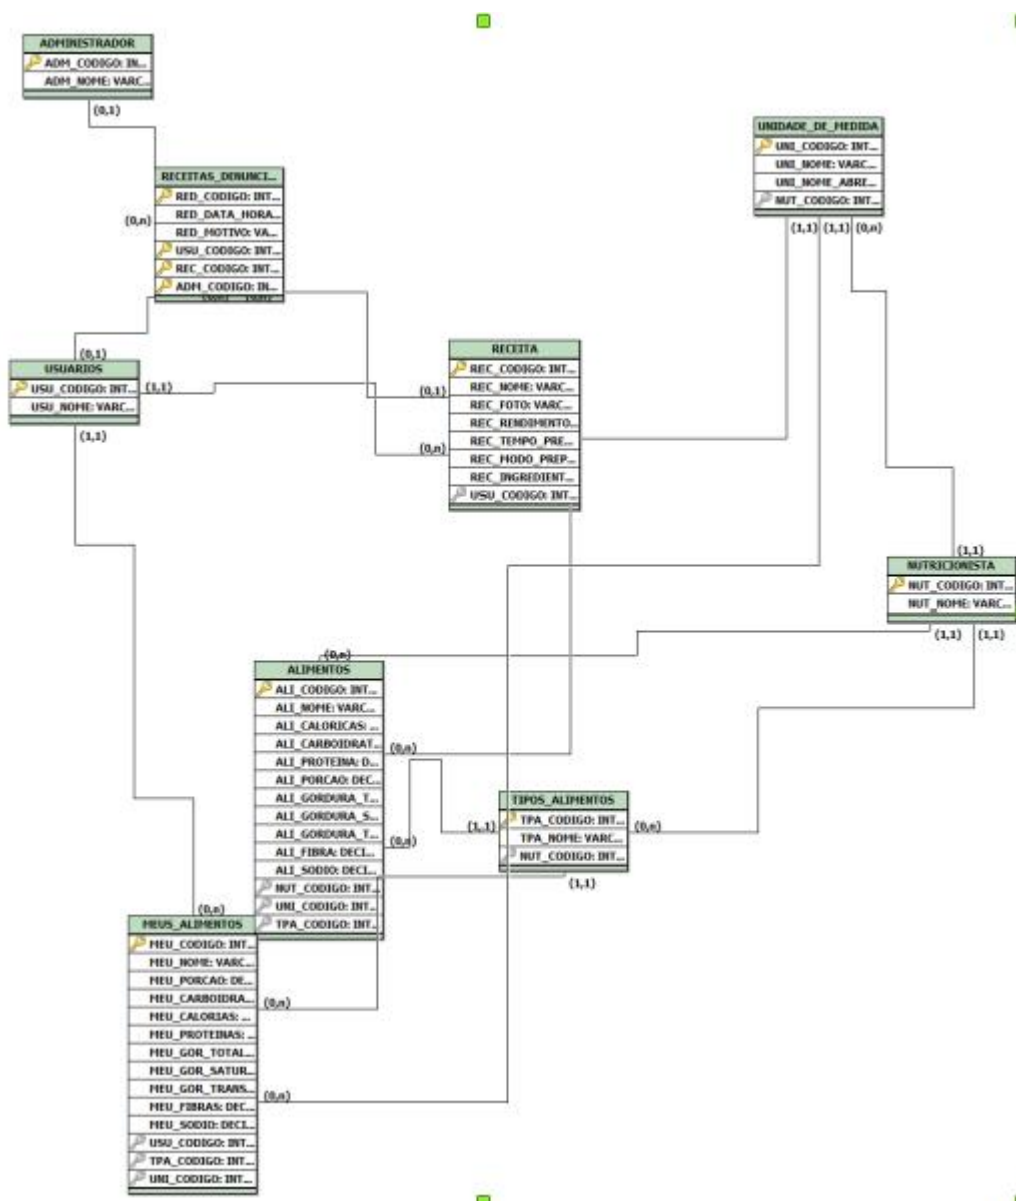 ADMINISTRADOR
ADM_CODIGO: IN...
ADM_NOME: VARC...
(0,1)
UNIDADE_DE_MEDIDA
UNI_CODIGO: INT...
UNI_NOME: VARC...
UNI_NOME_ABRE...
NUT_CODIGO: INT...
(1,1) (1,1) (0,n)
RECEITAS_DENUNCI...
RED_CODIGO: INT...
RED_DATA_HORA...
RED_MOTIVO: VA...
USU_CODIGO: INT...
REC_CODIGO: INT...
ADM_CODIGO: IN...
(0,n)
(0,1)
USUARIOS
USU_CODIGO: INT...
USU_NOME: VARC...
(1,1)
(1,1)
RECEITA
REC_CODIGO: INT...
REC_NOME: VARC...
REC_FOTO: VARC...
REC_RENDIMENTO...
REC_TEMPO_PRE...
REC_MODO_PREP...
REC_INGREDIENT...
USU_CODIGO: INT...
(0,1)
(0,n)
(1,1)
NUTRICIONISTA
NUT_CODIGO: INT...
NUT_NOME: VARC...
(1,1) (1,1)
(0,n)
ALIMENTOS
ALI_CODIGO: INT...
ALI_NOME: VARC...
ALI_CALORICAS: ...
ALI_CARBOIDRAT...
ALI_PROTEINA: D...
ALI_PORCAO: DEC...
ALI_GORDURA_T...
ALI_GORDURA_S...
ALI_GORDURA_T...
ALI_FIBRA: DECI...
ALI_SODIO: DECI...
NUT_CODIGO: INT...
UNI_CODIGO: INT...
TPA_CODIGO: INT...
(0,n)
(0,n)
TIPOS_ALIMENTOS
TPA_CODIGO: INT...
TPA_NOME: VARC...
NUT_CODIGO: INT...
(1,1)
(0,n)
(1,1)
(0,n)
MEUS_ALIMENTOS
MEU_CODIGO: INT...
MEU_NOME: VARC...
MEU_PORCAO: DE...
MEU_CARBOIDRA...
MEU_CALORIAS: ...
MEU_PROTEINAS: ...
MEU_GOR_TOTAL...
MEU_GOR_SATUR...
MEU_GOR_TRANS...
MEU_FIBRAS: DEC...
MEU_SODIO: DECI...
USU_CODIGO: INT...
TPA_CODIGO: INT...
UNI_CODIGO: INT...
(0,n)
(0,n)